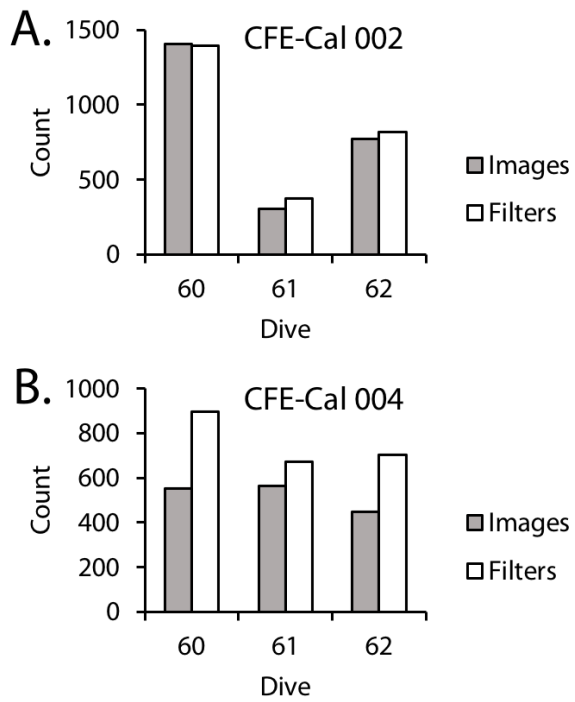 A.
CFE-Cal 002
1500
1000
500
0
Count
60 61 62
Dive
Images
Filters
B.
CFE-Cal 004
1000
800
600
400
200
0
Count
60 61 62
Dive
Images
Filters